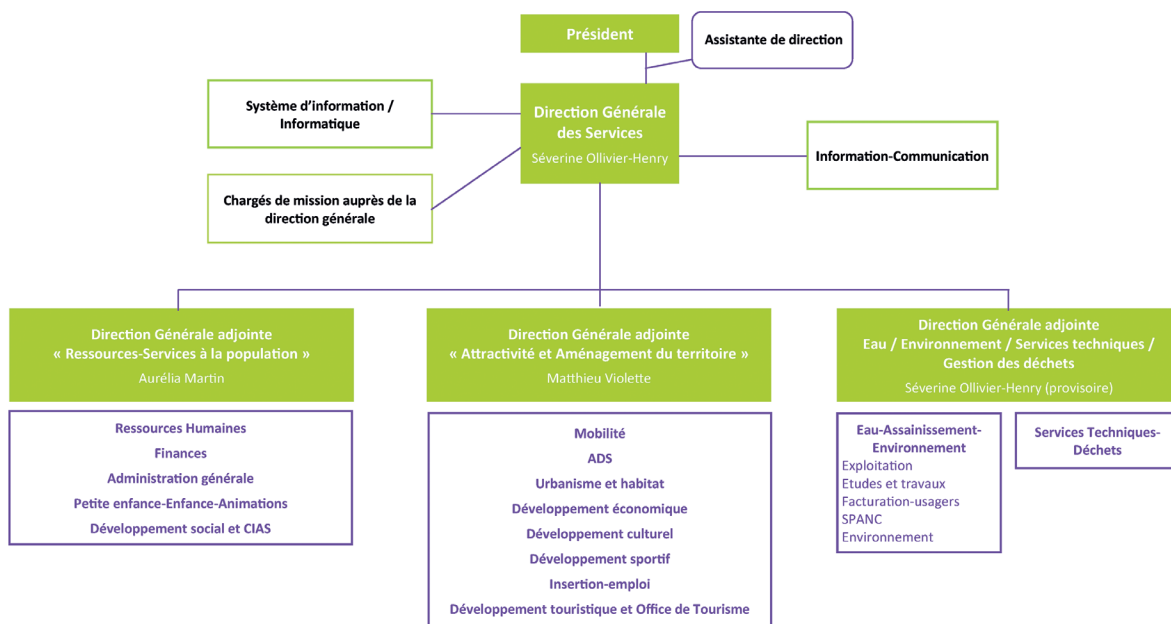 Président
Assistante de direction
Système d'information /
Informatique
Direction Générale
des Services
Séverine Ollivier-Henry
Information-Communication
Chargés de mission auprès de la
direction générale
Direction Générale adjointe
« Ressources-Services à la population »
Aurélia Martin
Ressources Humaines
Finances
Administration générale
Petite enfance-Enfance-Animations
Développement social et CIAS
Direction Générale adjointe
« Attractivité et Aménagement du territoire »
Matthieu Violette
Mobilité
ADS
Urbanisme et habitat
Développement économique
Développement culturel
Développement sportif
Insertion-emploi
Développement touristique et Office de Tourisme
Direction Générale adjointe
Eau / Environnement / Services techniques /
Gestion des déchets
Séverine Ollivier-Henry (provisoire)
Eau-Assainissement-
Environnement
Exploitation
Etudes et travaux
Facturation-usagers
SPANC
Environnement
Services Techniques-
Déchets